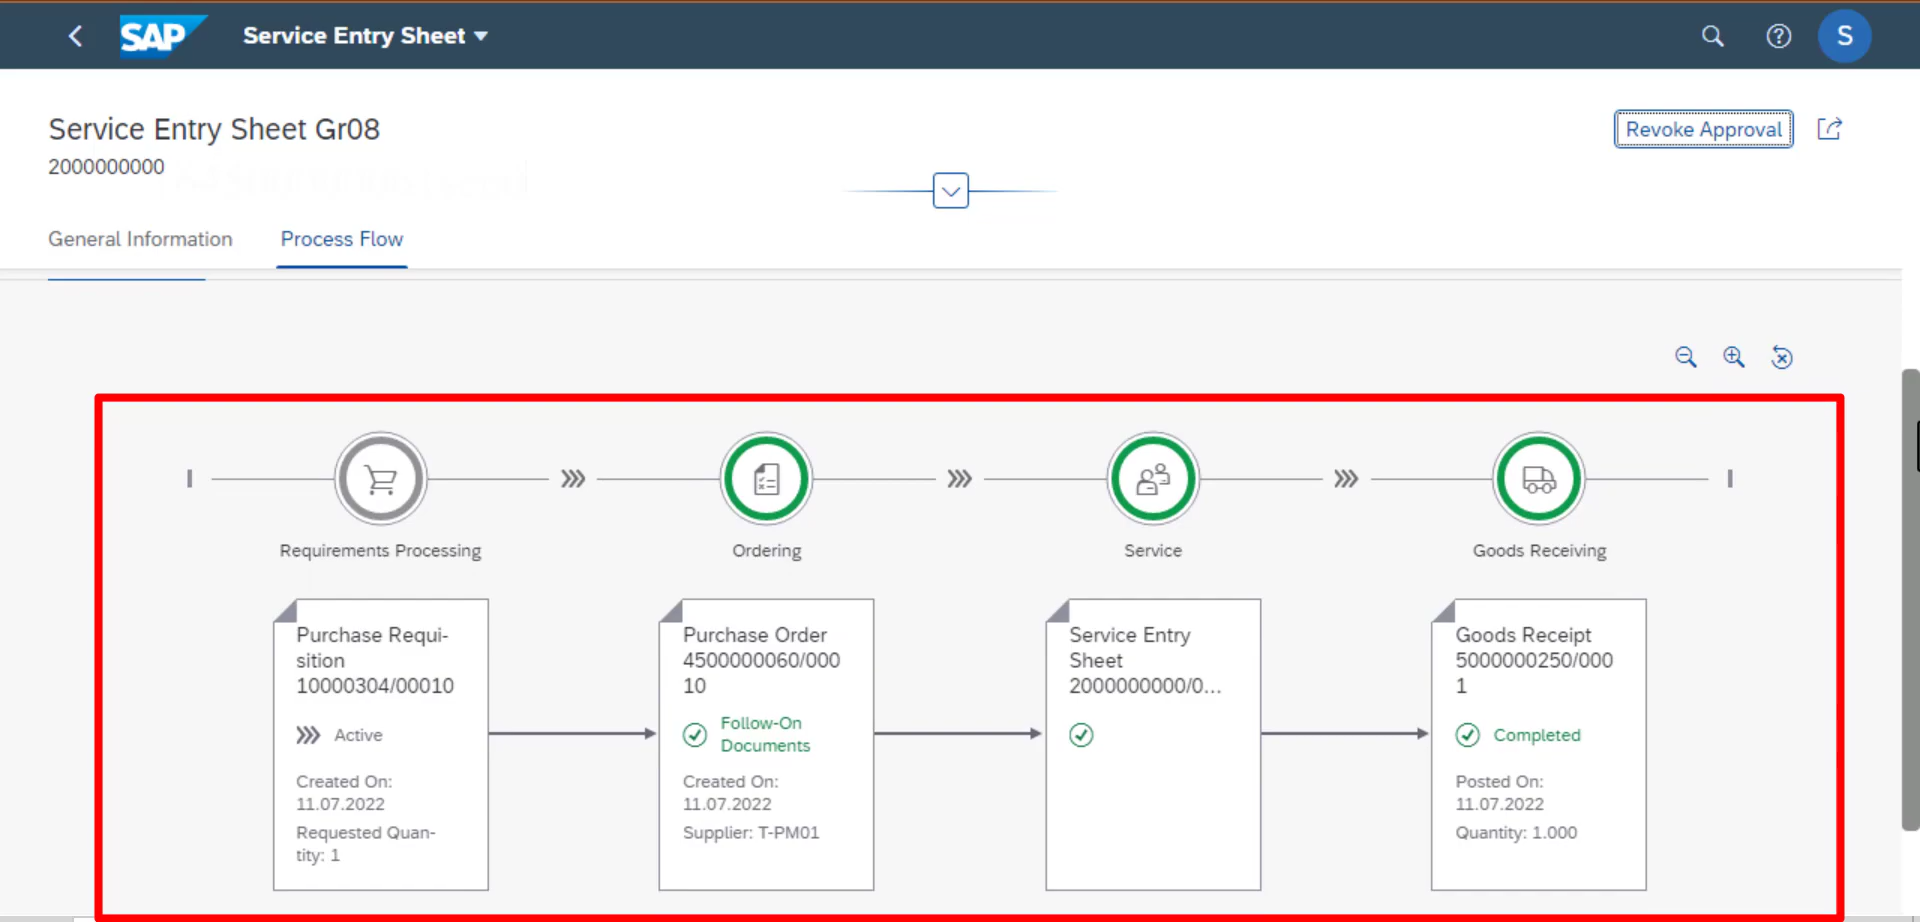 SAP
Service Entry Sheet
S
Service Entry Sheet Gr08
2000000000
Revoke Approval
General Information
Process Flow
Requirements Processing
Ordering
Service
Goods Receiving
Purchase Requi-
sition
10000304/00010
Active
Created On:
11.07.2022
Requested Quan-
tity: 1
Purchase Order
4500000060/000
10
Follow-On
Documents
Created On:
11.07.2022
Supplier: T-PM01
Service Entry
Sheet
2000000000/0...
Goods Receipt
5000000250/000
1
Completed
Posted On:
11.07.2022
Quantity: 1.000